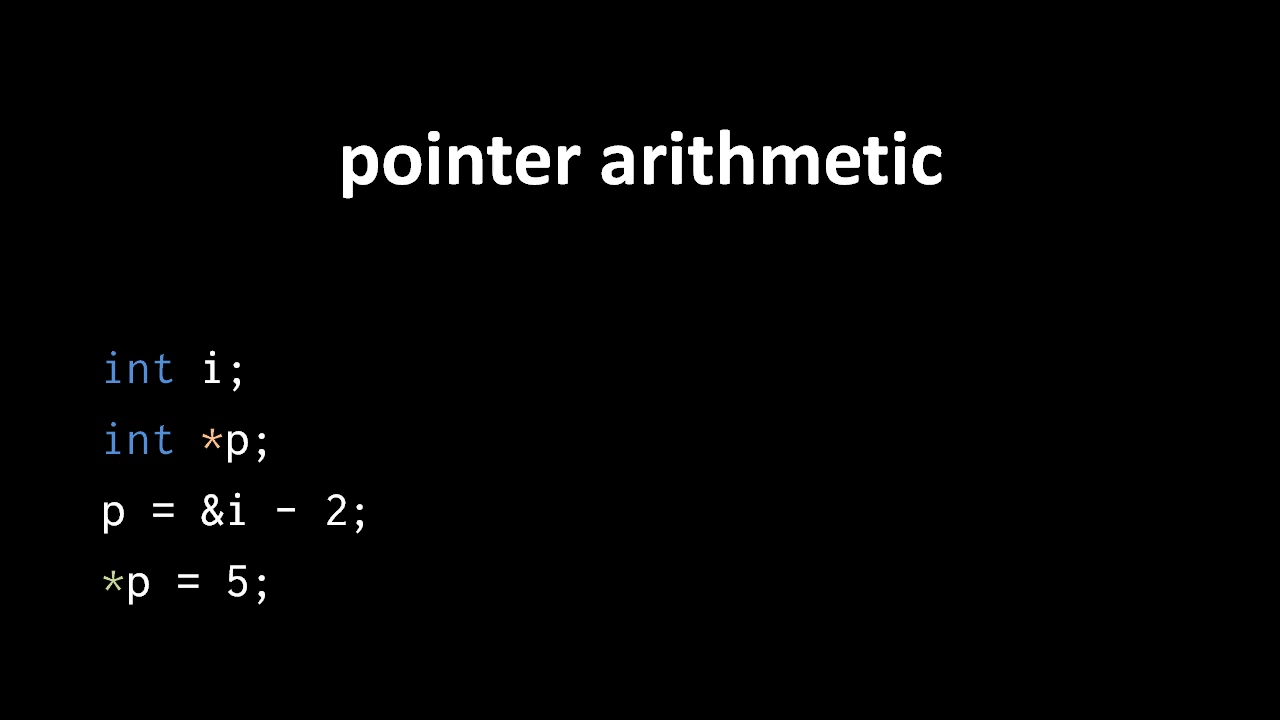 pointer arithmetic
int i;
int *p;
p = &i - 2;
*p = 5;